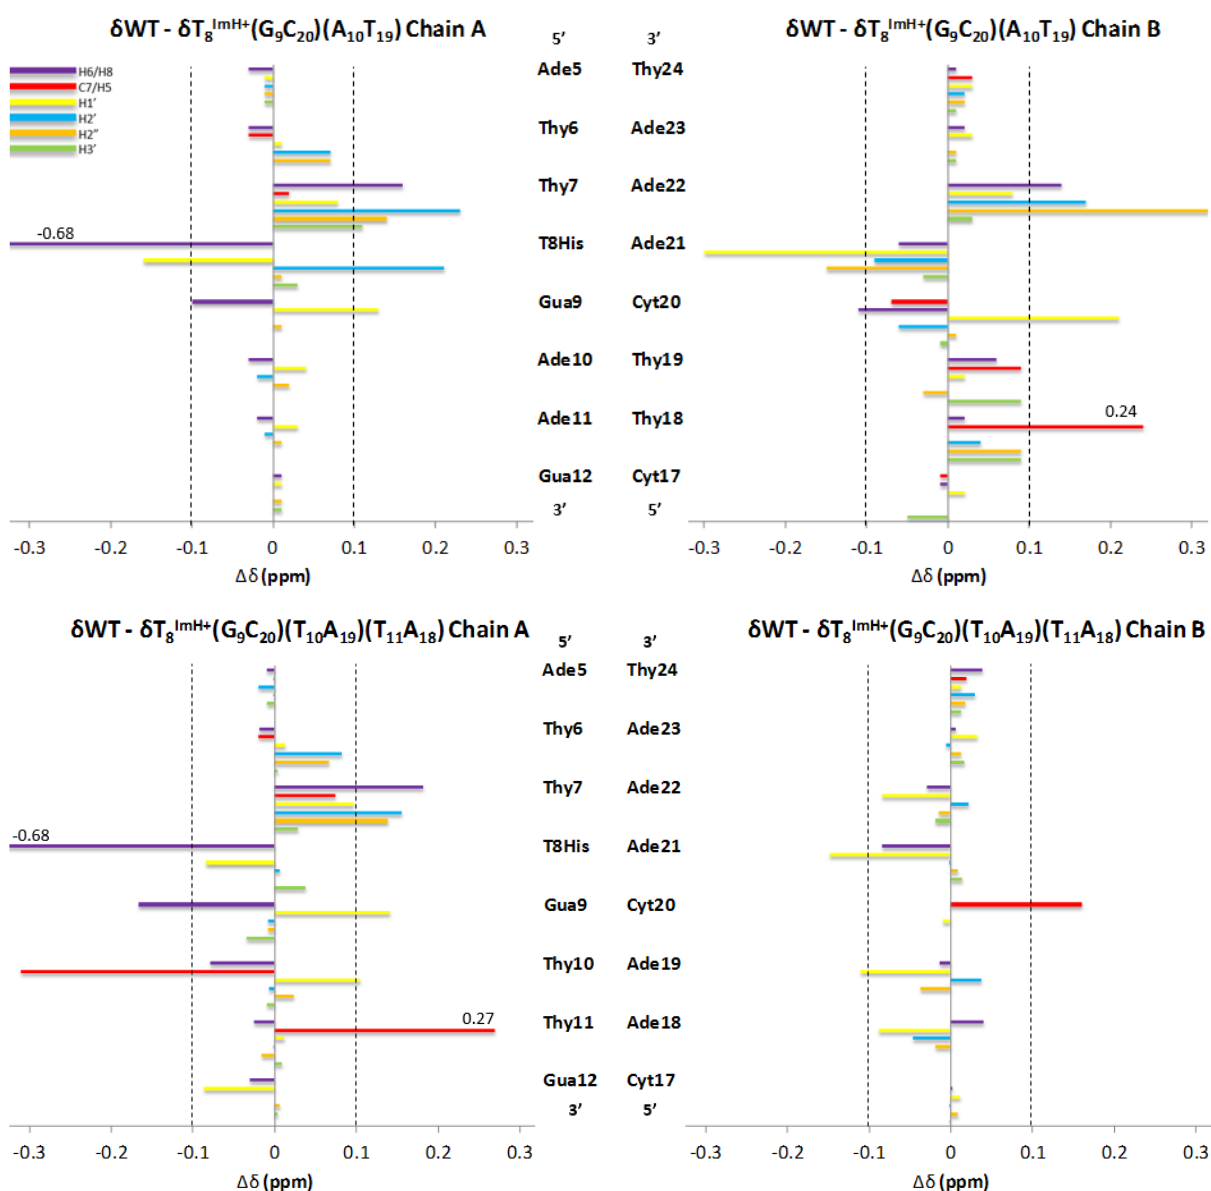 δWT - δT₈ᴵᵐᴴ⁺(G₉C₂₀)(A₁₀T₁₉) Chain A
5’
3’
δWT - δT₈ᴵᵐᴴ⁺(G₉C₂₀)(A₁₀T₁₉) Chain B
H6/H8
C7/H5
H1’
H2’
H2’’
H3’
Ade5 Thy24
Thy6 Ade23
Thy7 Ade22
-0.68
T8His Ade21
Gua9 Cyt20
Ade10 Thy19
Ade11 Thy18
0.24
Gua12 Cyt17
3’ 5’
-0.3 -0.2 -0.1 0 0.1 0.2 0.3
Δδ (ppm)
-0.3 -0.2 -0.1 0 0.1 0.2 0.3
Δδ (ppm)
δWT - δT₈ᴵᵐᴴ⁺(G₉C₂₀)(T₁₀A₁₉)(T₁₁A₁₈) Chain A
5’
3’
δWT - δT₈ᴵᵐᴴ⁺(G₉C₂₀)(T₁₀A₁₉)(T₁₁A₁₈) Chain B
Ade5 Thy24
Thy6 Ade23
Thy7 Ade22
-0.68
T8His Ade21
Gua9 Cyt20
Thy10 Ade19
0.27
Thy11 Ade18
Gua12 Cyt17
3’ 5’
-0.3 -0.2 -0.1 0 0.1 0.2 0.3
Δδ (ppm)
-0.3 -0.2 -0.1 0 0.1 0.2 0.3
Δδ (ppm)